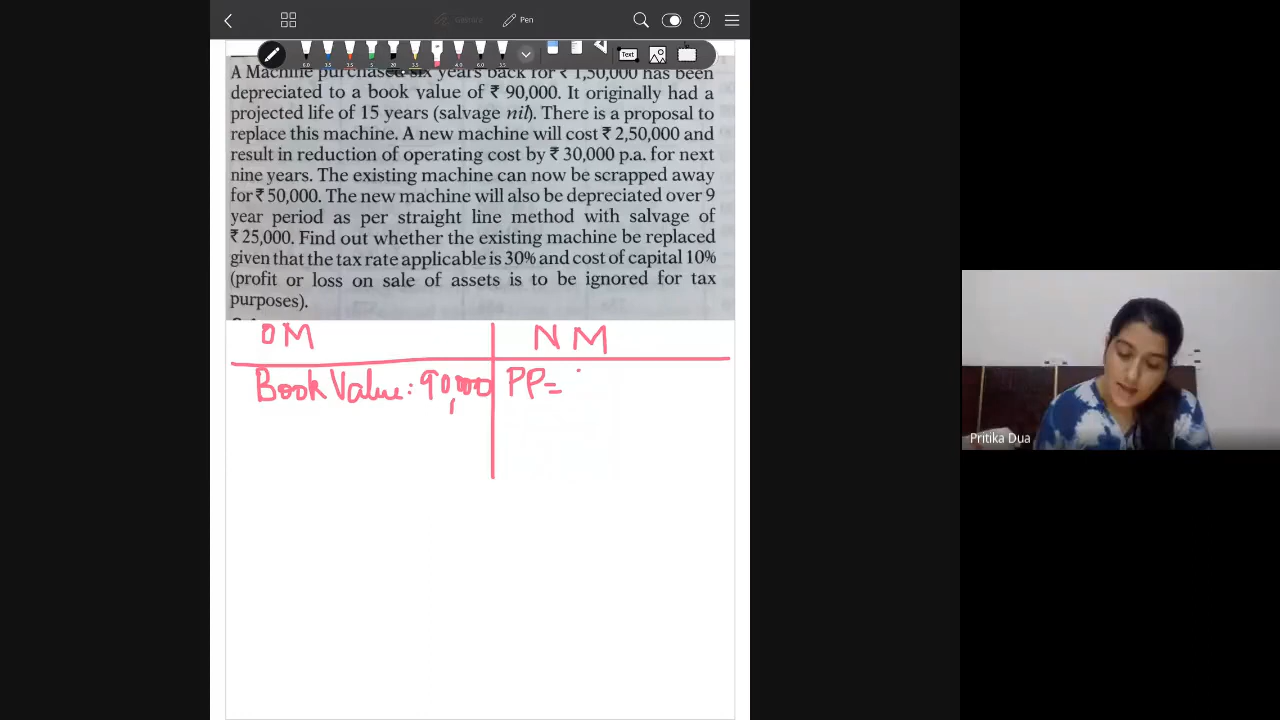 Pen
Text
A Machine purchased six years back for ₹ 1,50,000 has been
depreciated to a book value of ₹ 90,000. It originally had a
projected life of 15 years (salvage nil). There is a proposal to
replace this machine. A new machine will cost ₹ 2,50,000 and
result in reduction of operating cost by ₹ 30,000 p.a. for next
nine years. The existing machine can now be scrapped away
for ₹ 50,000. The new machine will also be depreciated over 9
year period as per straight line method with salvage of
₹ 25,000. Find out whether the existing machine be replaced
given that the tax rate applicable is 30% and cost of capital 10%
(profit or loss on sale of assets is to be ignored for tax
purposes).
OM NM
Book Value: 90,000 PP=
Pritika Dua